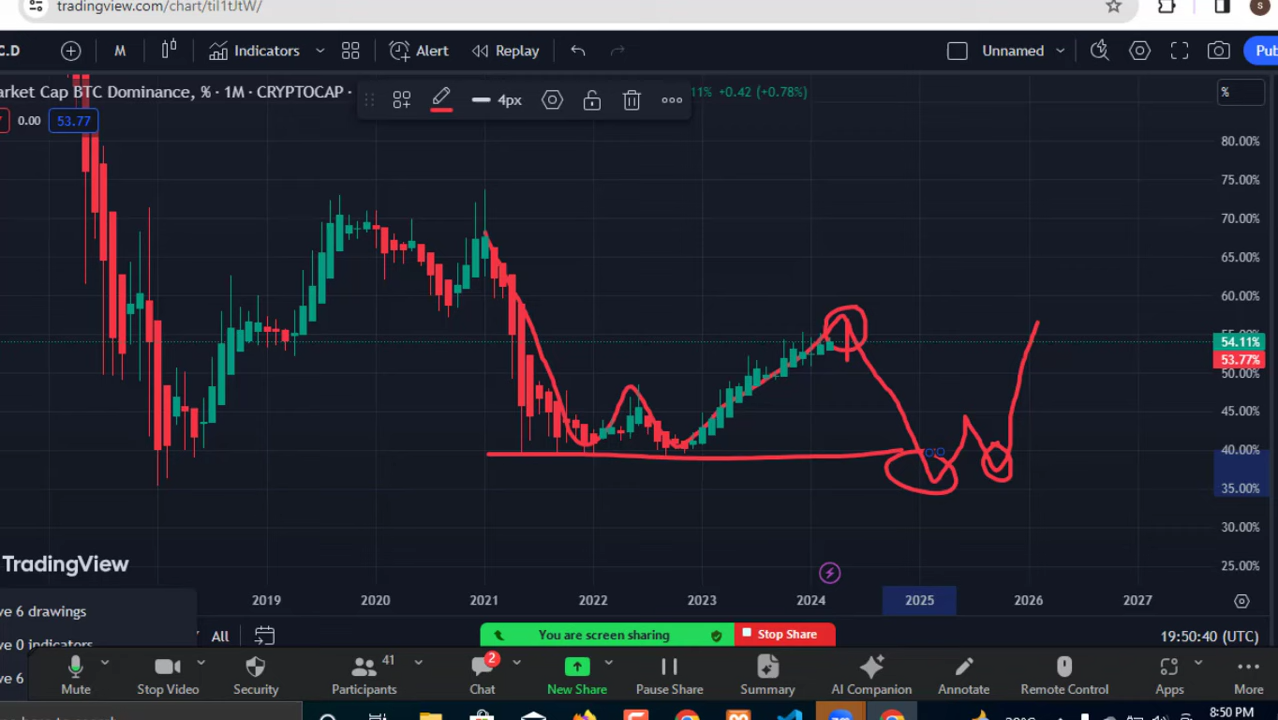 tradingview.com/chart/til1tJtW/
C.D
M
Indicators
Alert
Replay
Unnamed
Pub
arket Cap BTC Dominance, % · 1M · CRYPTOCAP ·
4px
11% +0.42 (+0.78%)
%
0.00
53.77
80.00%
75.00%
70.00%
65.00%
60.00%
55.00%
54.11%
53.77%
50.00%
45.00%
40.00%
35.00%
30.00%
25.00%
TradingView
2019
2020
2021
2022
2023
2024
2025
2026
2027
ve 6 drawings
ve 0 indicators
ve 6
All
You are screen sharing
Stop Share
19:50:40 (UTC)
41
2
Mute
Stop Video
Security
Participants
Chat
New Share
Pause Share
Summary
AI Companion
Annotate
Remote Control
Apps
More
8:50 PM